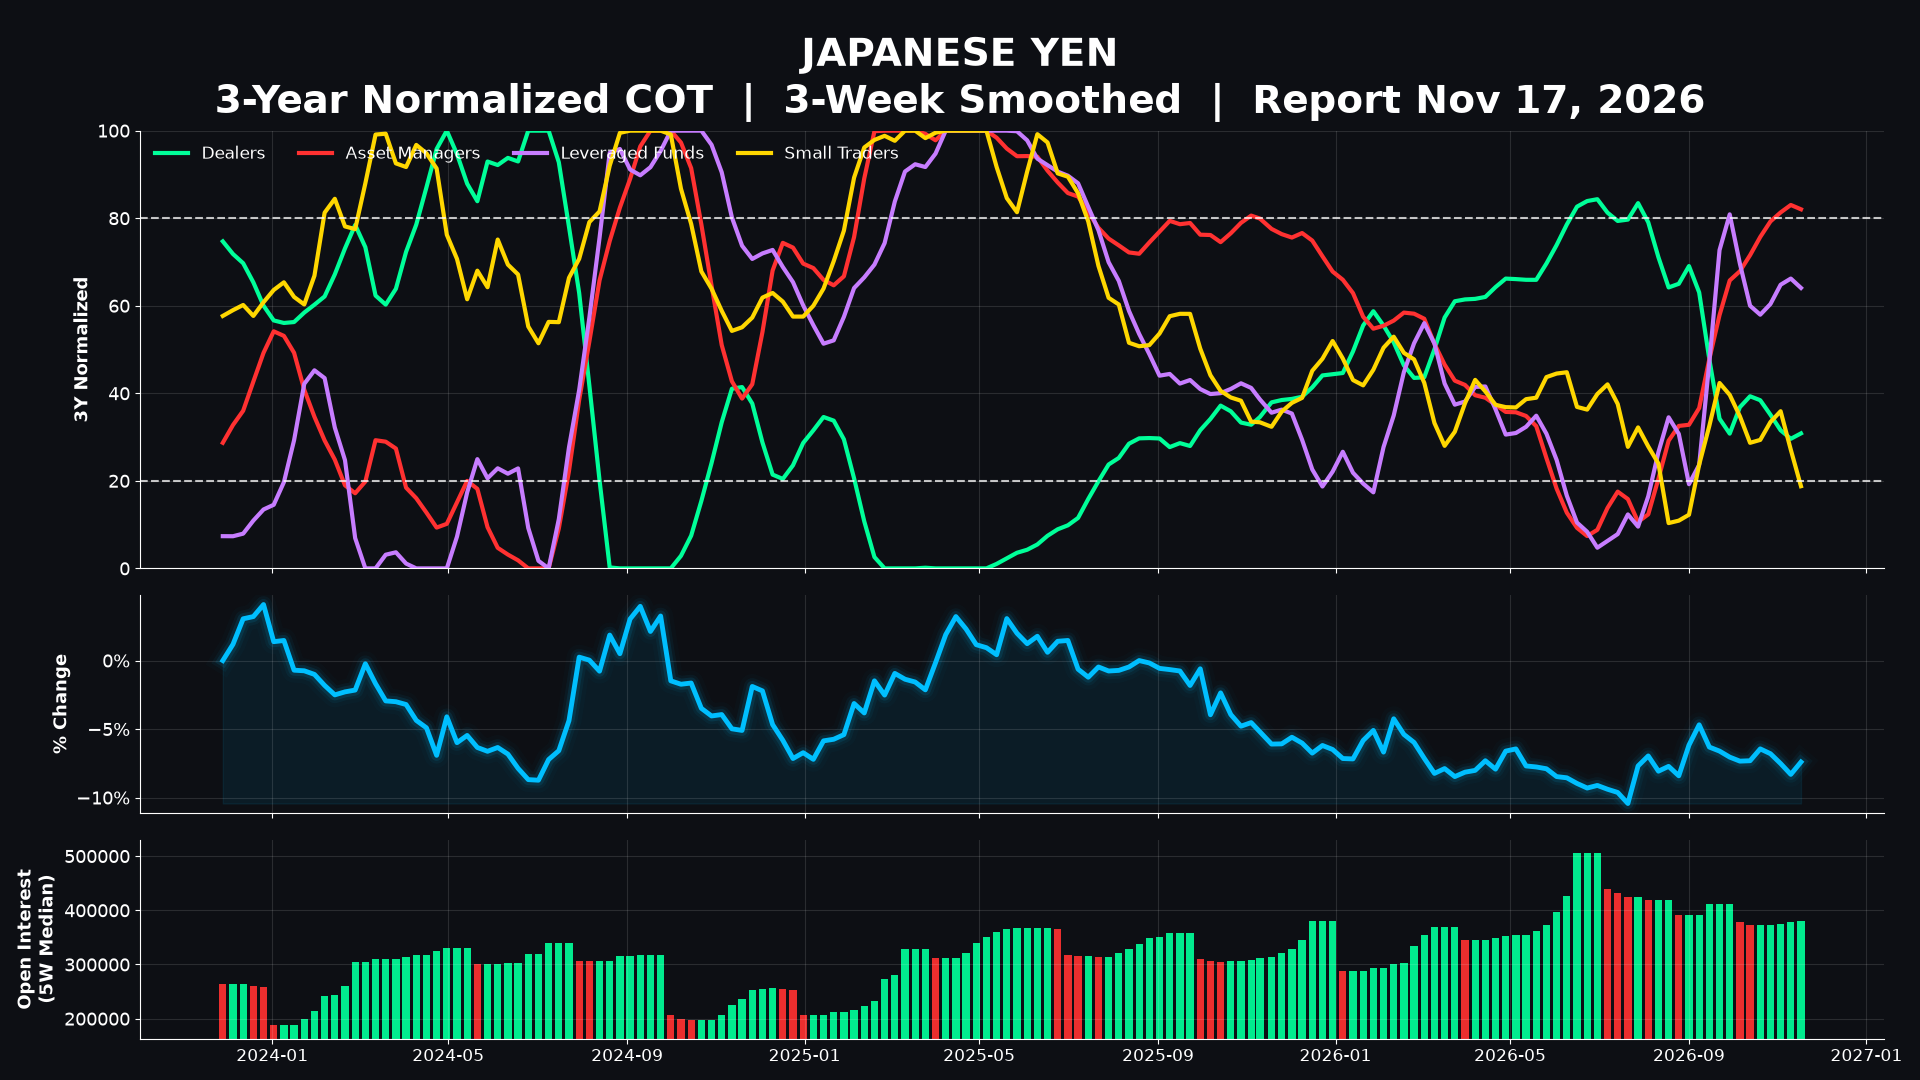 JAPANESE YEN
3-Year Normalized COT | 3-Week Smoothed | Report Nov 17, 2026
Dealers
Asset Managers
Leveraged Funds
Small Traders
3Y Normalized
100
80
60
40
20
0
% Change
0%
−5%
−10%
Open Interest
(5W Median)
500000
400000
300000
200000
2024-01
2024-05
2024-09
2025-01
2025-05
2025-09
2026-01
2026-05
2026-09
2027-01